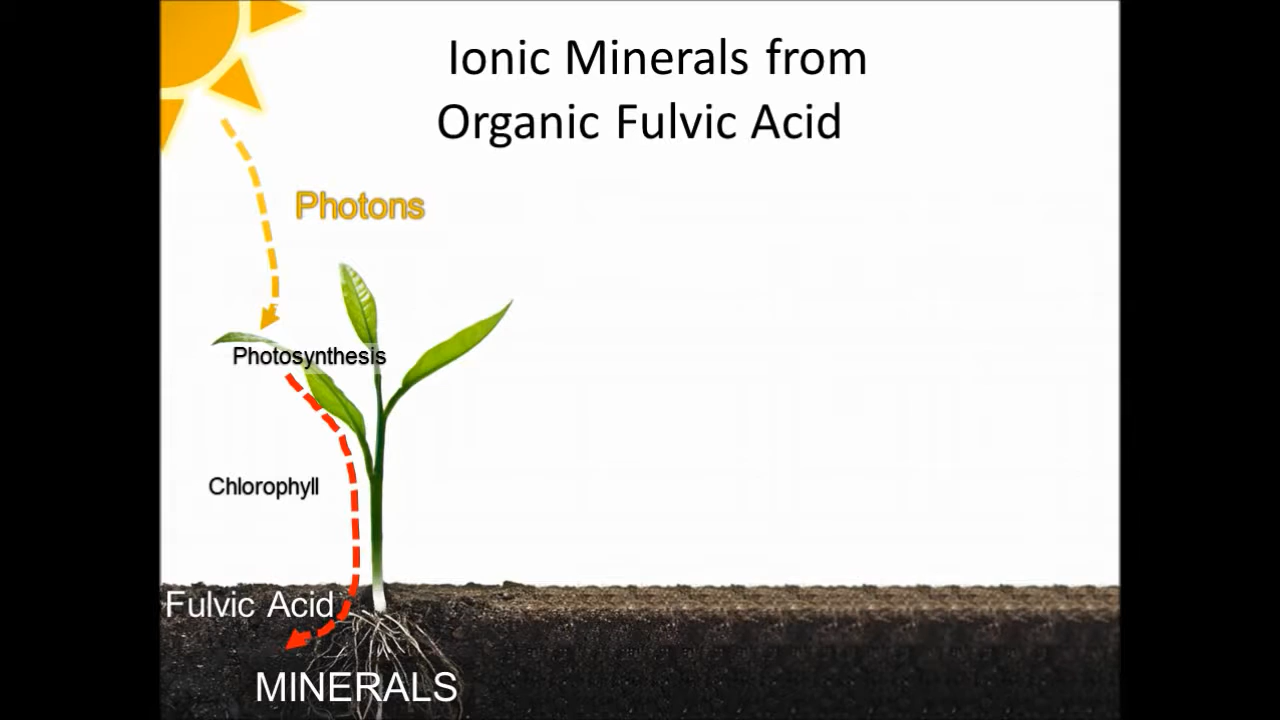 Ionic Minerals from
Organic Fulvic Acid
Photons
Photosynthesis
Chlorophyll
Fulvic Acid
MINERALS